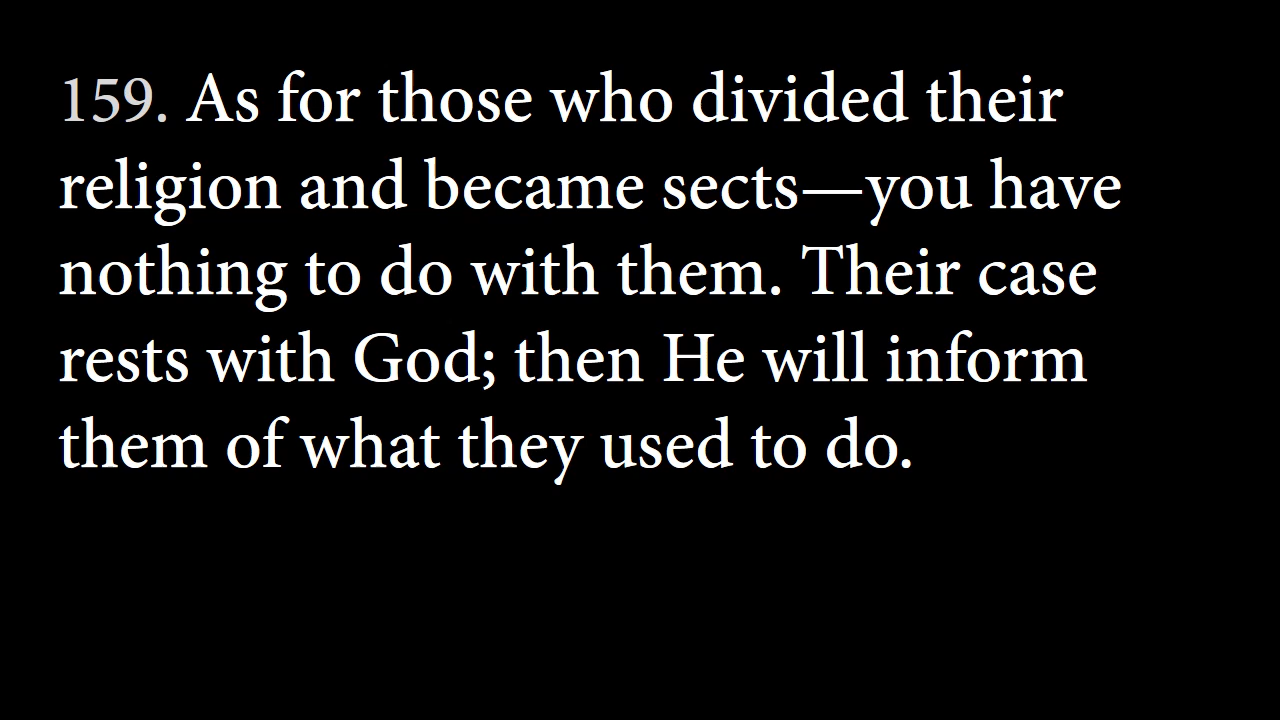 159. As for those who divided their
religion and became sects—you have
nothing to do with them. Their case
rests with God; then He will inform
them of what they used to do.